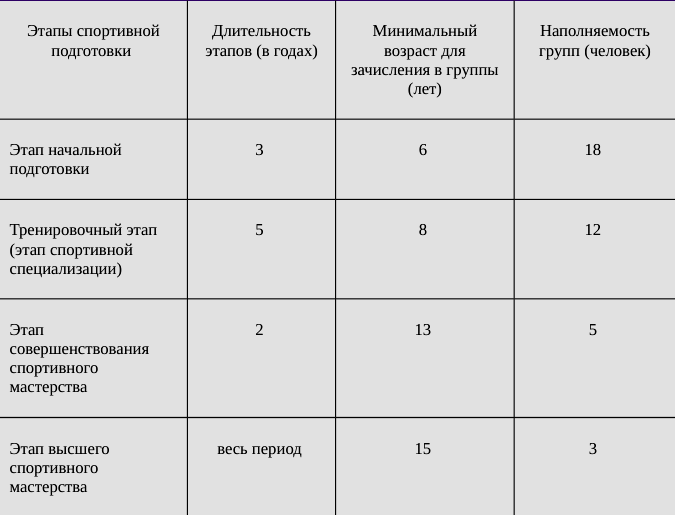 Этапы спортивной
подготовки
Длительность
этапов (в годах)
Минимальный
возраст для
зачисления в группы
(лет)
Наполняемость
групп (человек)
Этап начальной
подготовки
3
6
18
Тренировочный этап
(этап спортивной
специализации)
5
8
12
Этап
совершенствования
спортивного
мастерства
2
13
5
Этап высшего
спортивного
мастерства
весь период
15
3